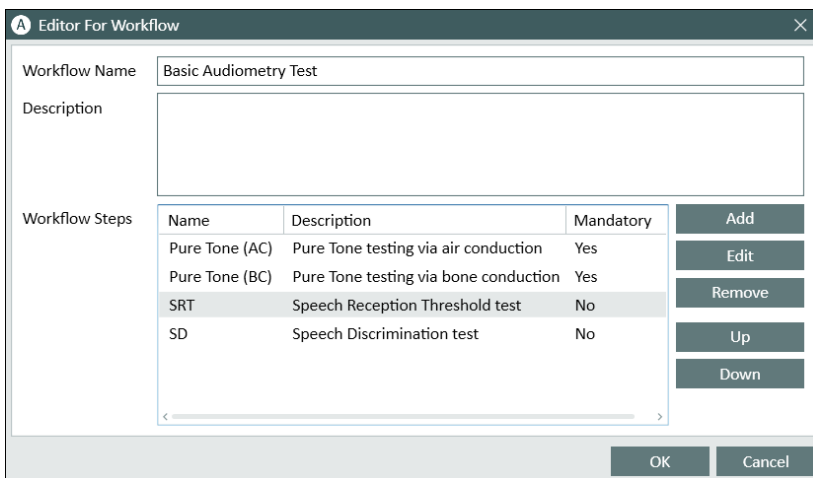 A Editor For Workflow
Workflow Name Basic Audiometry Test
Description
Workflow Steps
Name Description Mandatory
Pure Tone (AC) Pure Tone testing via air conduction Yes
Pure Tone (BC) Pure Tone testing via bone conduction Yes
SRT Speech Reception Threshold test No
SD Speech Discrimination test No
Add
Edit
Remove
Up
Down
OK Cancel